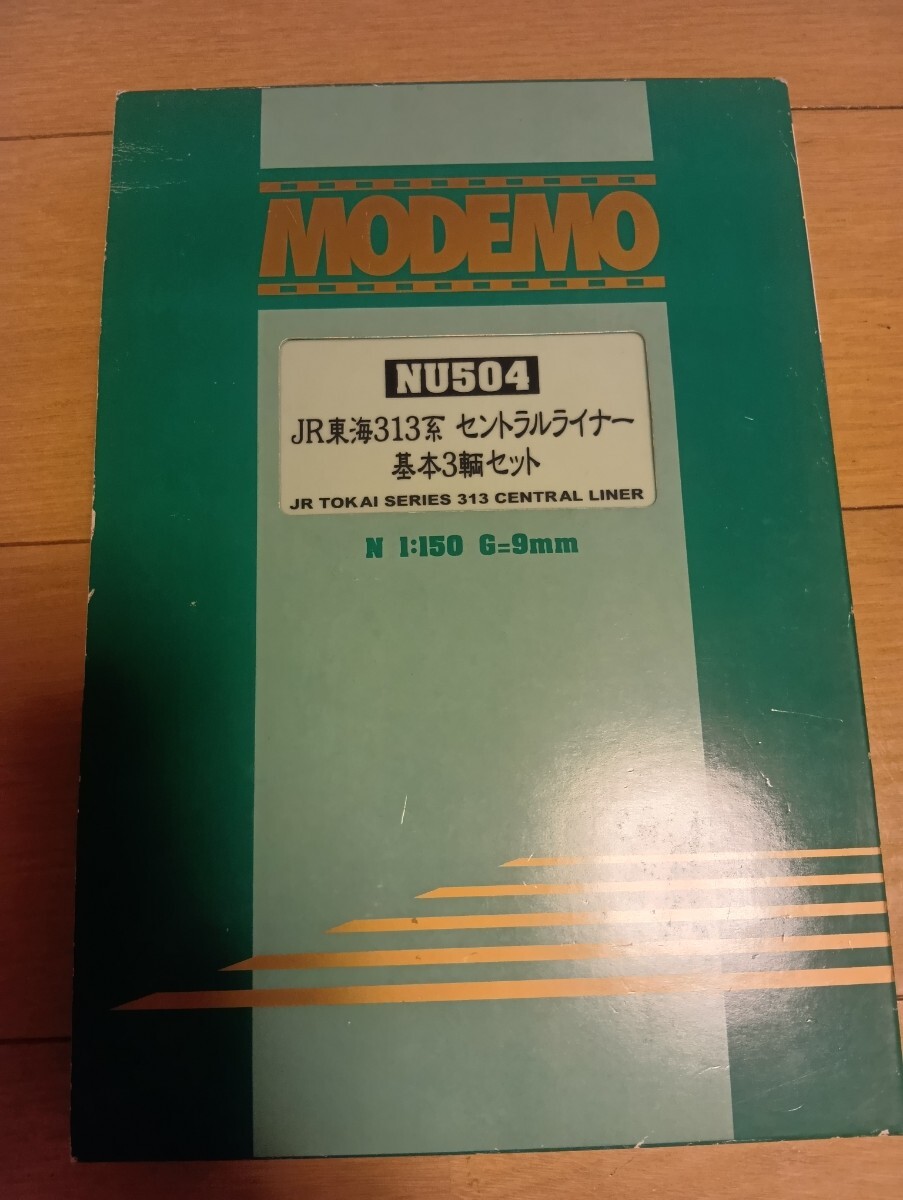 MODEMO
NU504
JR東海313系 セントラルライナー
基本3輌セット
JR TOKAI SERIES 313 CENTRAL LINER
N 1:150 G=9mm